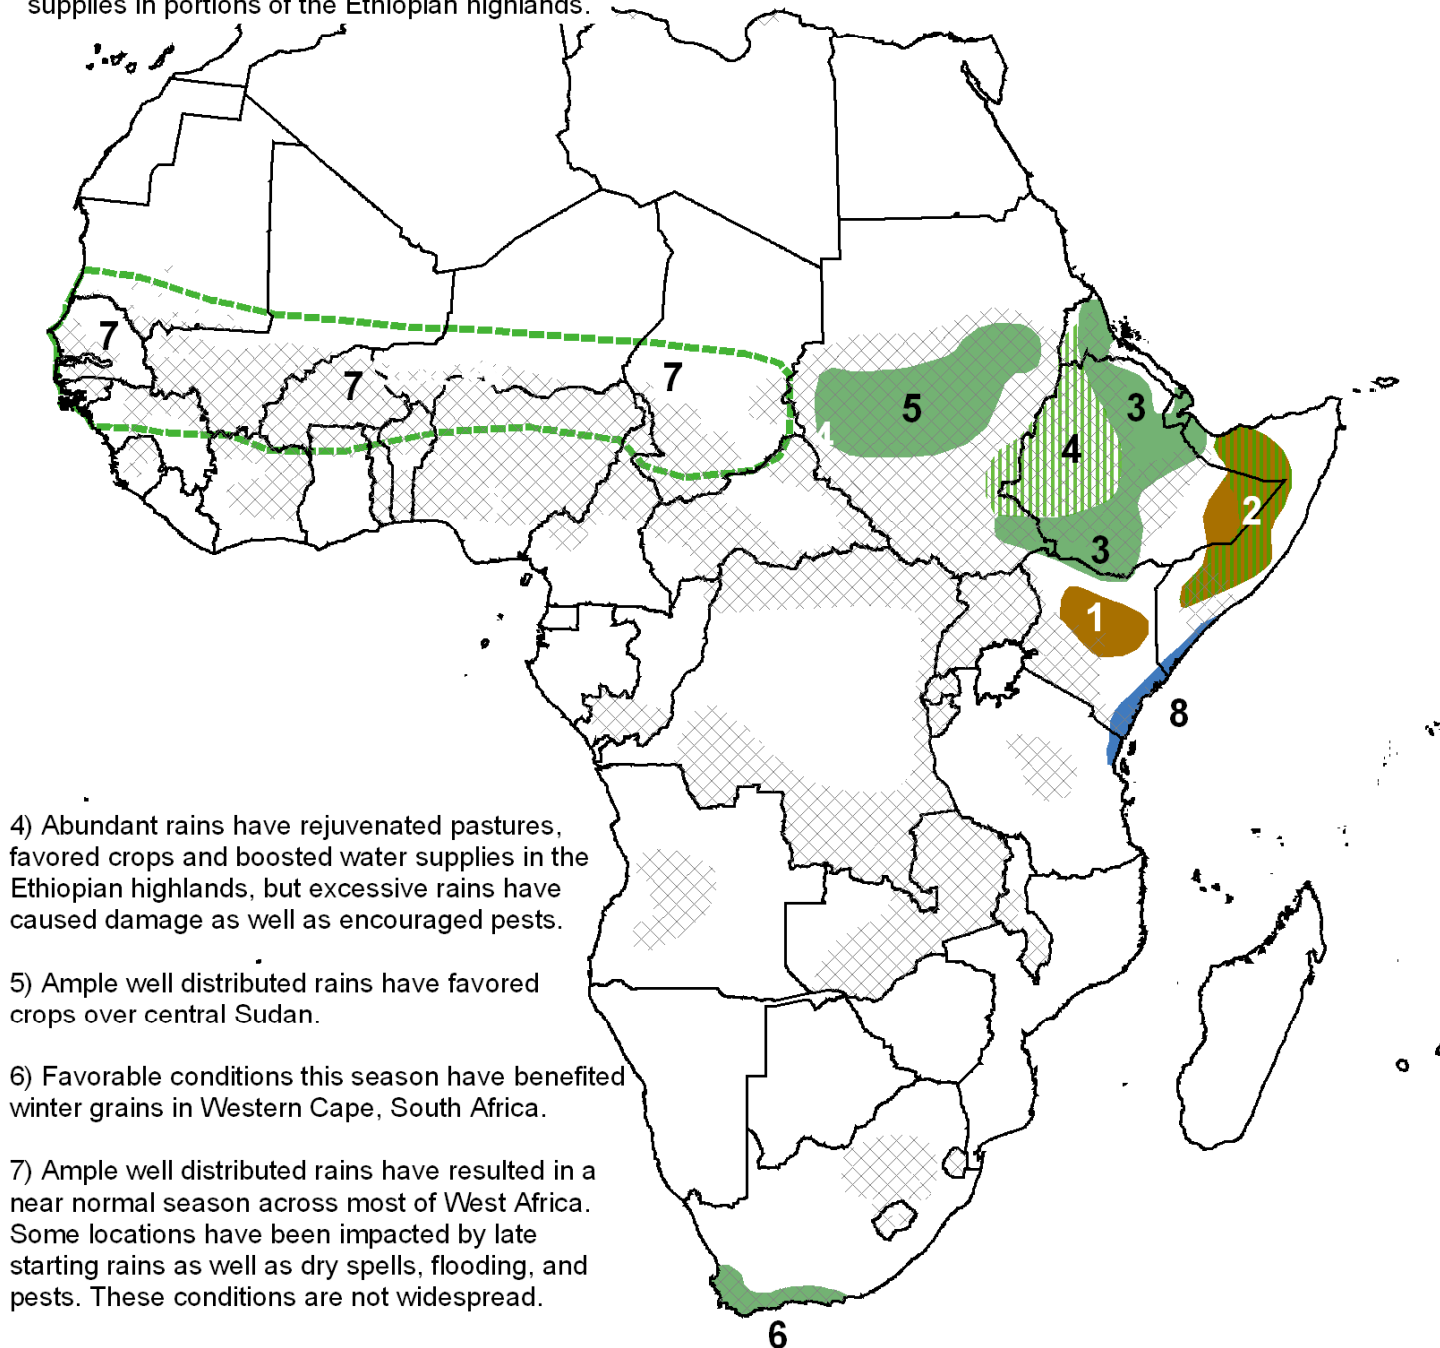 supplies in portions of the Ethiopian highlands.
7
7
7
5
4
3
4
2
3
1
8
4) Abundant rains have rejuvenated pastures,
favored crops and boosted water supplies in the
Ethiopian highlands, but excessive rains have
caused damage as well as encouraged pests.
5) Ample well distributed rains have favored
crops over central Sudan.
6) Favorable conditions this season have benefited
winter grains in Western Cape, South Africa.
7) Ample well distributed rains have resulted in a
near normal season across most of West Africa.
Some locations have been impacted by late
starting rains as well as dry spells, flooding, and
pests. These conditions are not widespread.
6